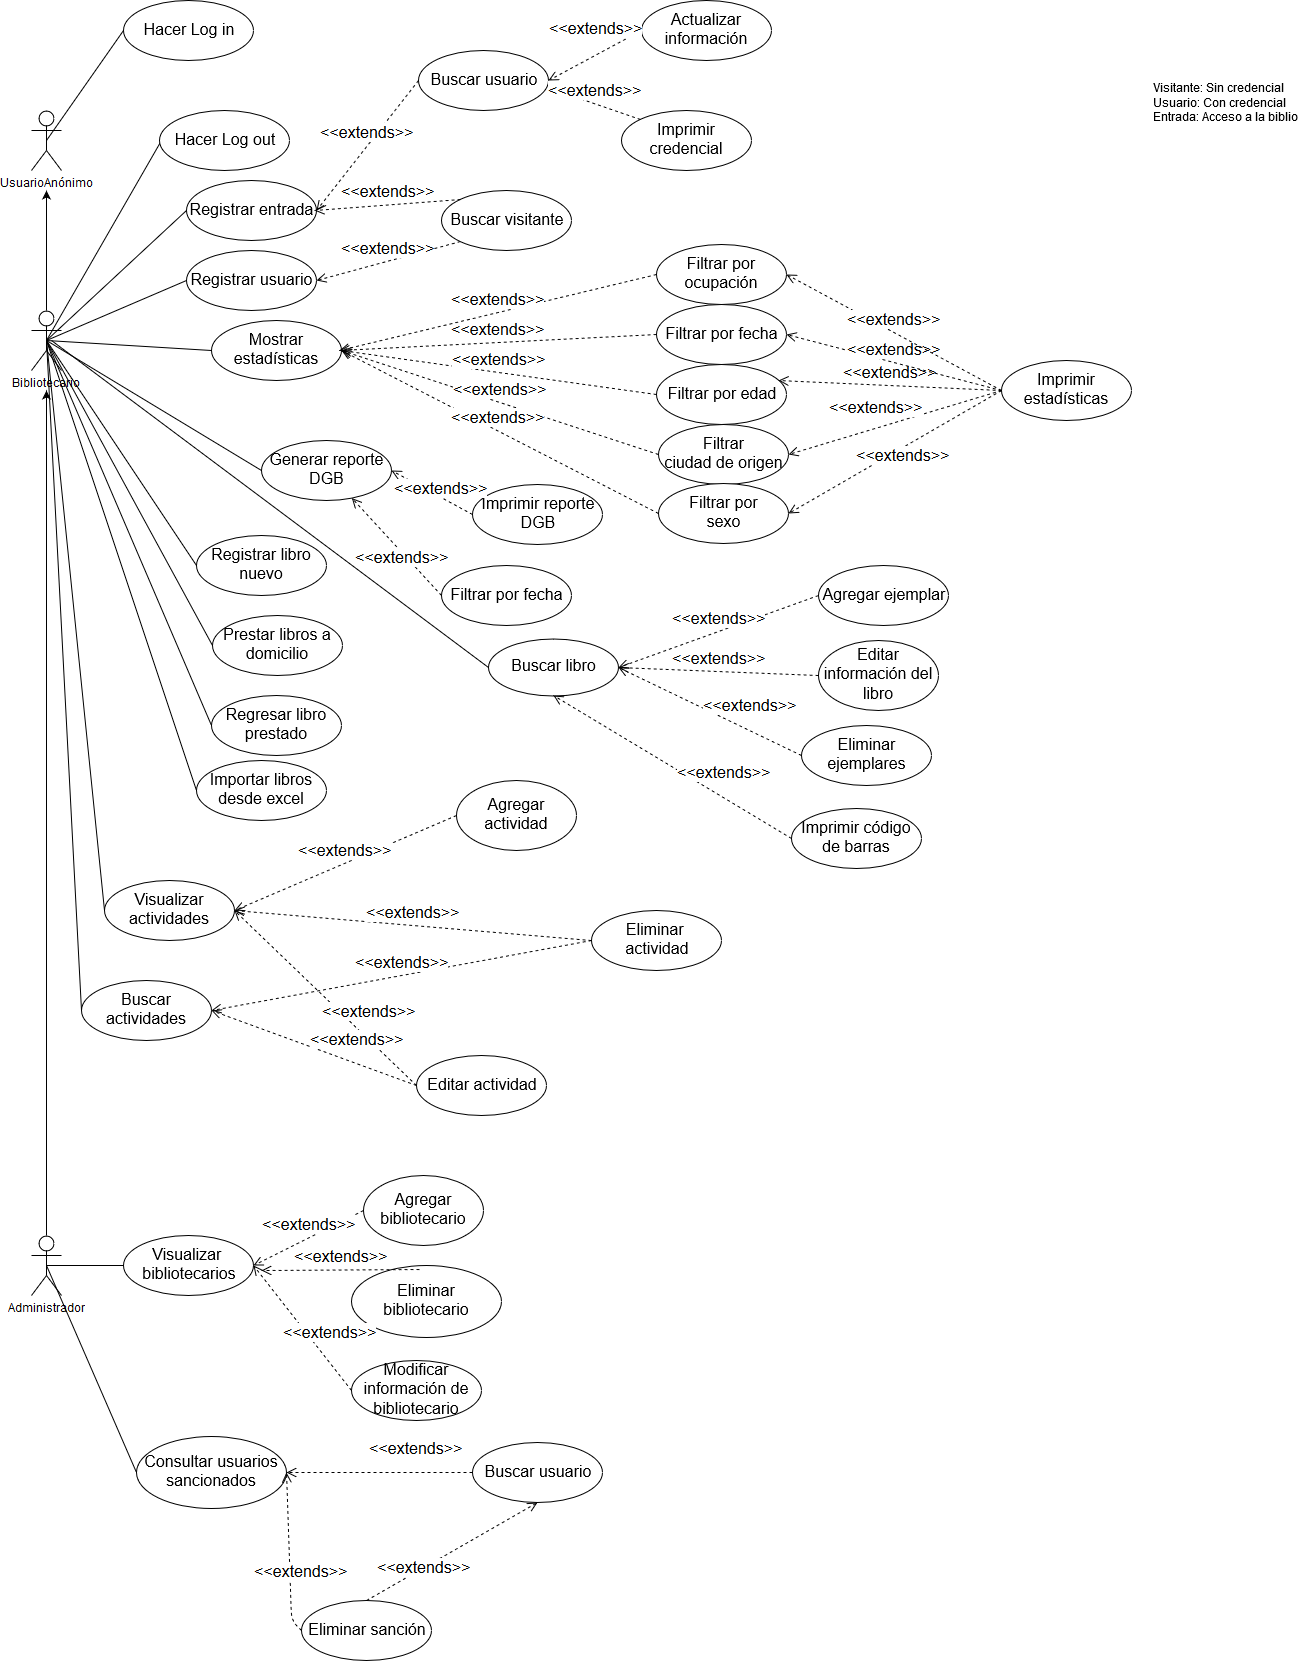 Hacer Log in
<<extends>>
Actualizar
información
Buscar usuario
<<extends>>
Visitante: Sin credencial
Usuario: Con credencial
Entrada: Acceso a la biblio
Imprimir
credencial
<<extends>>
Hacer Log out
UsuarioAnónimo
Registrar entrada
<<extends>>
Buscar visitante
<<extends>>
Registrar usuario
Filtrar por
ocupación
<<extends>>
<<extends>>
Mostrar
estadísticas
<<extends>>
Filtrar por fecha
<<extends>>
Bibliotecario
<<extends>>
Filtrar por edad
<<extends>>
Imprimir
estadísticas
<<extends>>
<<extends>>
<<extends>>
Filtrar
ciudad de origen
<<extends>>
Generar reporte
DGB
<<extends>>
Imprimir reporte
DGB
Filtrar por
sexo
Registrar libro
nuevo
<<extends>>
Filtrar por fecha
Agregar ejemplar
<<extends>>
Prestar libros a
domicilio
Buscar libro
<<extends>>
Editar
información del
libro
<<extends>>
Regresar libro
prestado
Eliminar
ejemplares
<<extends>>
Importar libros
desde excel
Agregar
actividad
Imprimir código
de barras
<<extends>>
Visualizar
actividades
<<extends>>
Eliminar
actividad
<<extends>>
Buscar
actividades
<<extends>>
<<extends>>
Editar actividad
Agregar
bibliotecario
<<extends>>
Visualizar
bibliotecarios
<<extends>>
Eliminar
bibliotecario
Administrador
<<extends>>
Modificar
información de
bibliotecario
<<extends>>
Consultar usuarios
sancionados
Buscar usuario
<<extends>>
<<extends>>
Eliminar sanción